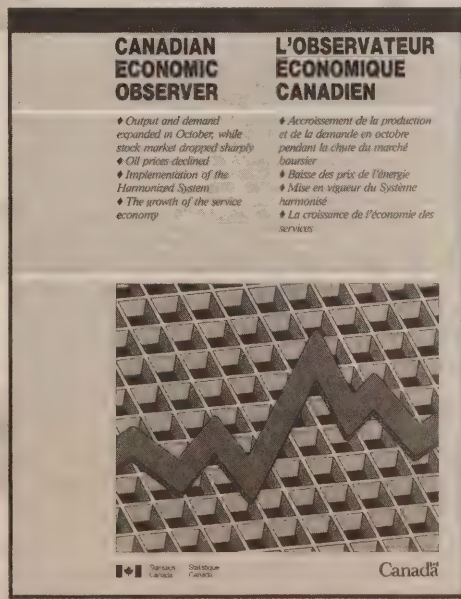 CANADIAN
ECONOMIC
OBSERVER
♦ Output and demand
expanded in October, while
stock market dropped sharply
♦ Oil prices declined
♦ Implementation of the
Harmonized System
♦ The growth of the service
economy
L'OBSERVATEUR
ÉCONOMIQUE
CANADIEN
♦ Accroissement de la production
et de la demande en octobre
pendant la chute du marché
boursier
♦ Baisse des prix de l'énergie
♦ Mise en vigueur du Système
harmonisé
♦ La croissance de l'économie des
services
Statistics Statistique
Canada Canada
Canada